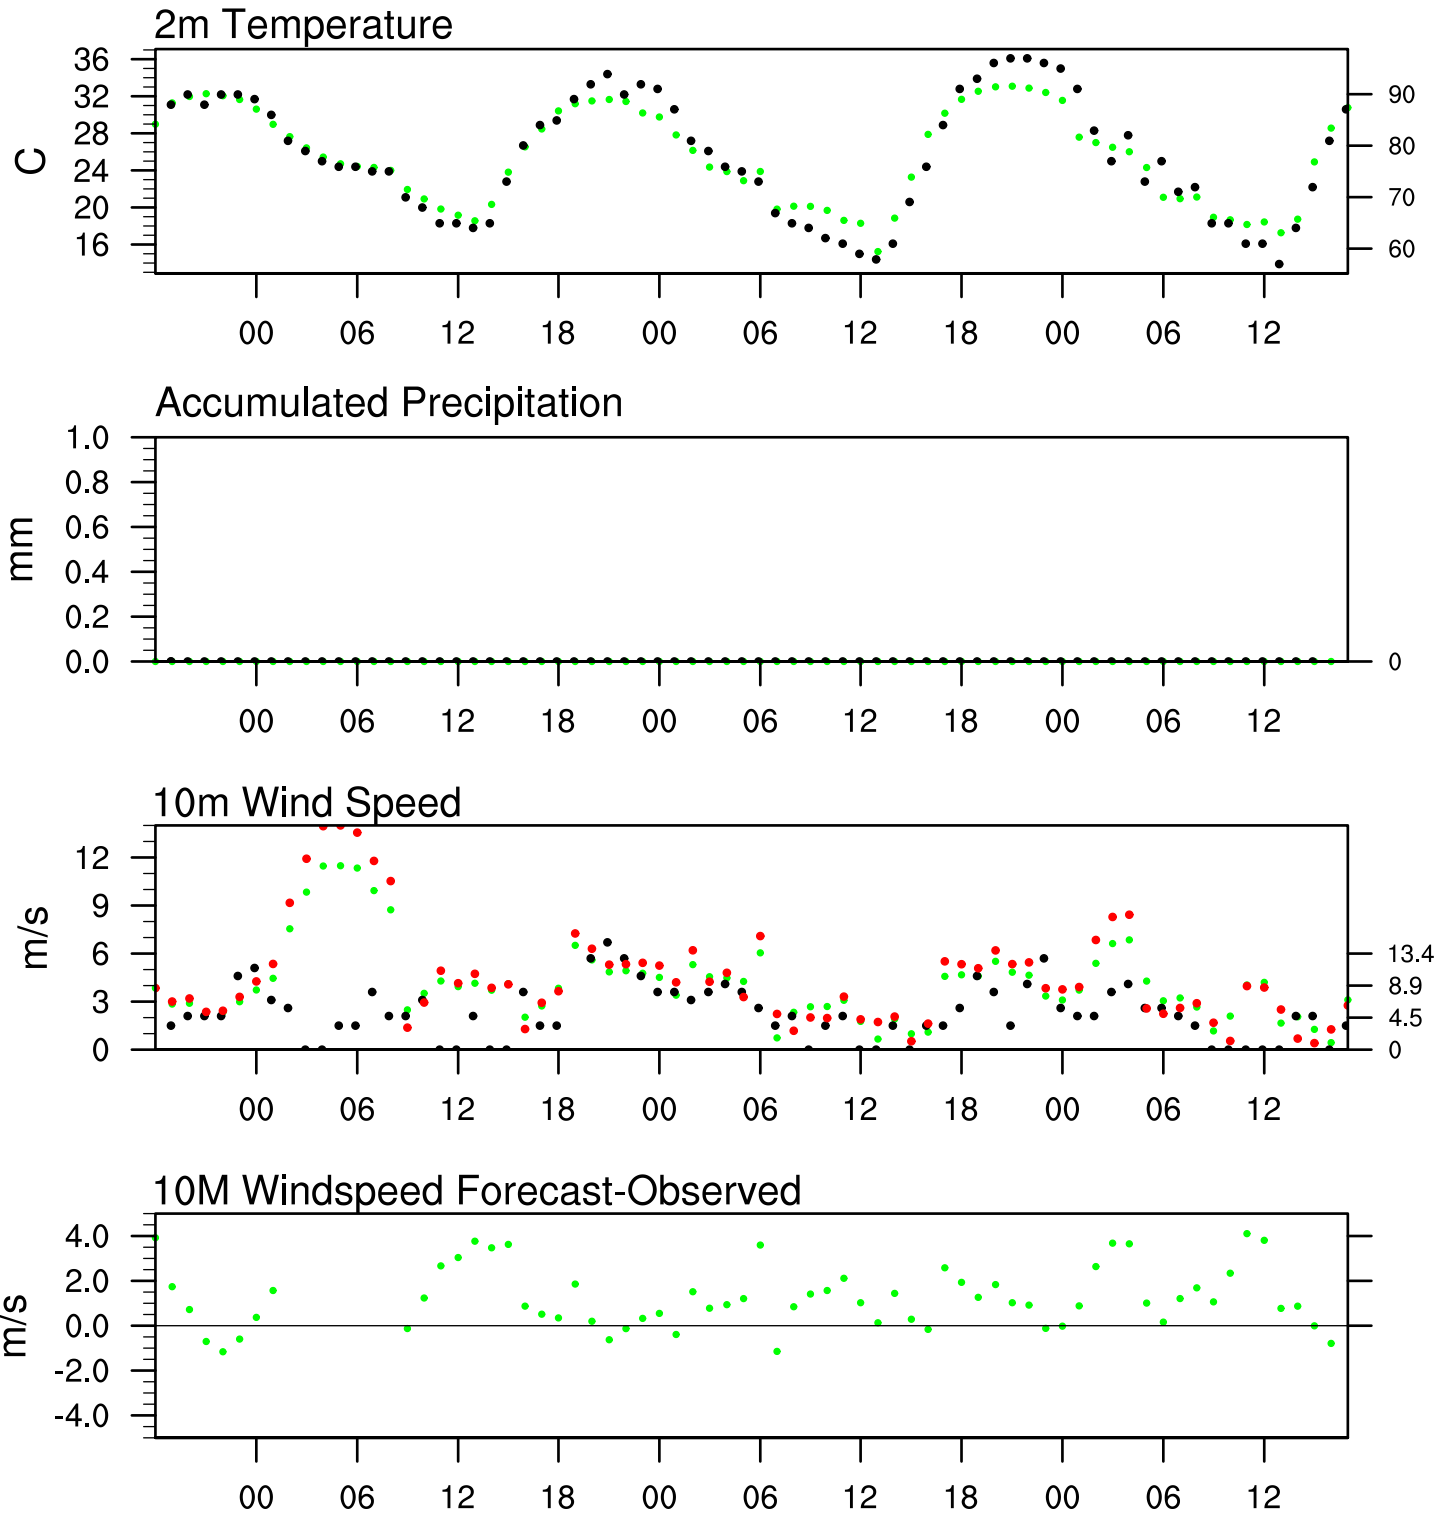 2m Temperature
36
32
28
24
20
16
C
90
80
70
60
00 06 12 18 00 06 12 18 00 06 12
Accumulated Precipitation
1.0
0.8
0.6
0.4
0.2
0.0
mm
0
00 06 12 18 00 06 12 18 00 06 12
10m Wind Speed
12
9
6
3
0
m/s
13.4
8.9
4.5
0
00 06 12 18 00 06 12 18 00 06 12
10M Windspeed Forecast-Observed
4.0
2.0
0.0
-2.0
-4.0
m/s
00 06 12 18 00 06 12 18 00 06 12